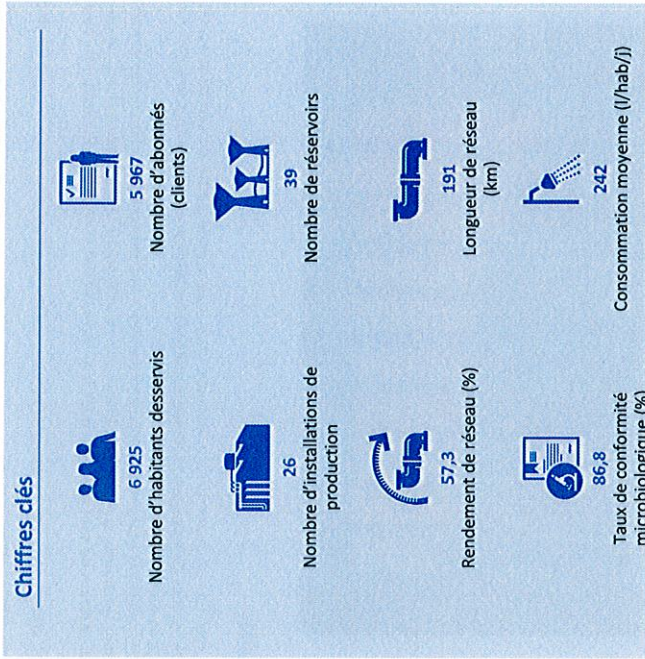 Chiffres clés
6 925
Nombre d'habitants desservis
5 967
Nombre d'abonnés
(clients)
26
Nombre d'installations de
production
39
Nombre de réservoirs
57,3
Rendement de réseau (%)
191
Longueur de réseau
(km)
86,8
Taux de conformité
microbiologique (%)
242
Consommation moyenne (l/hab/j)